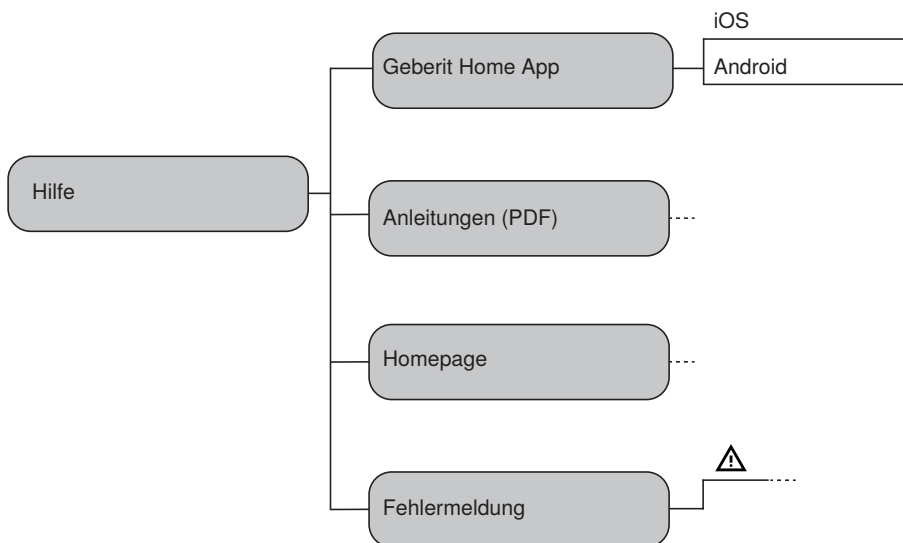 iOS
Geberit Home App
Android
Hilfe
Anleitungen (PDF)
Homepage
Fehlermeldung